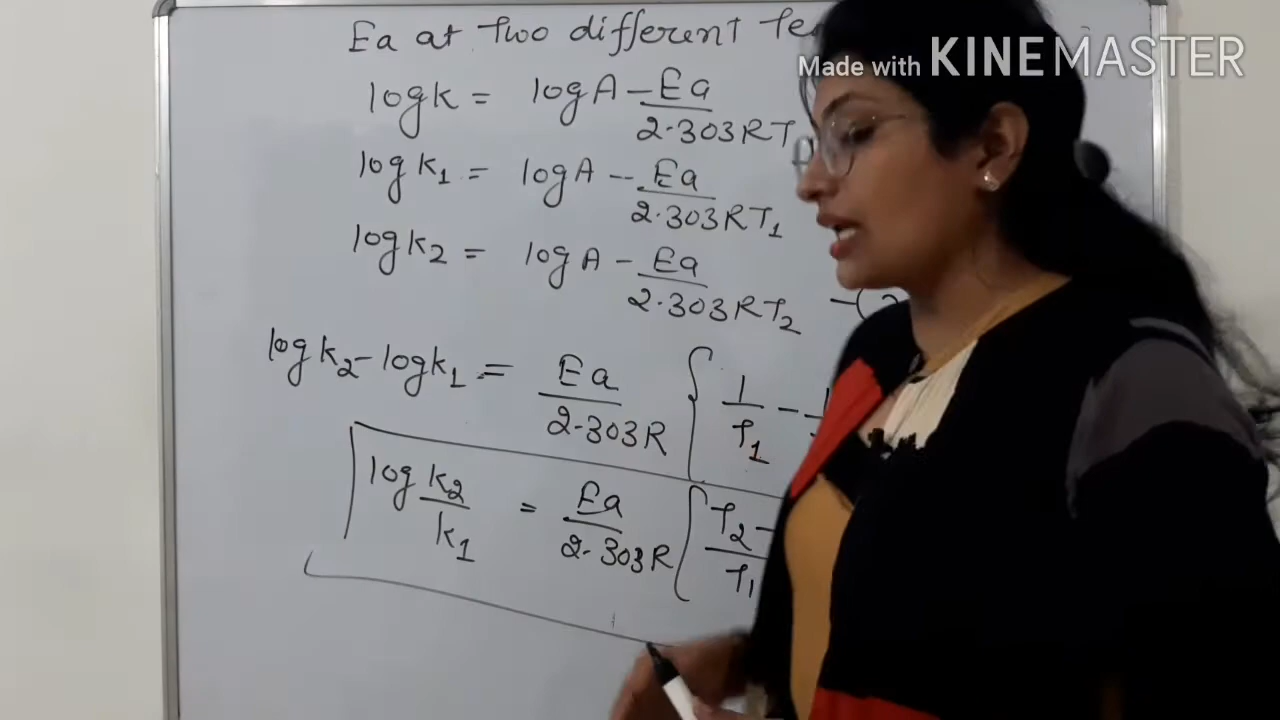 Ea at Two different Te
Made with KINEMASTER
log k = log A - Ea / 2.303RT
log k1 = log A - Ea / 2.303RT1
log k2 = log A - Ea / 2.303RT2 -(2
log k2 - log k1 = Ea / 2.303R { 1 / T1 - 1
log k2 / k1 = Ea / 2.303R { T2 - / T1